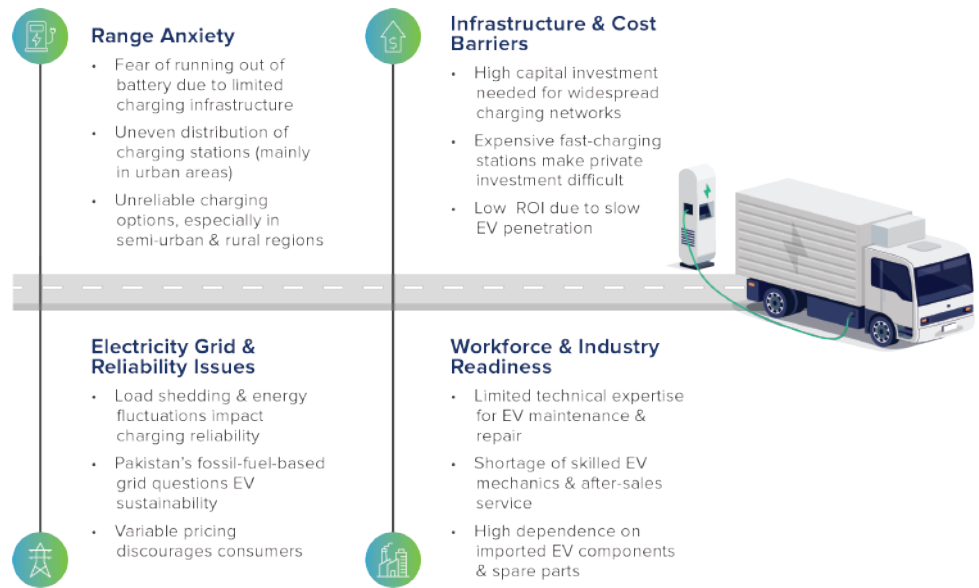 Range Anxiety
• Fear of running out of
battery due to limited
charging infrastructure
• Uneven distribution of
charging stations (mainly
in urban areas)
• Unreliable charging
options, especially in
semi-urban & rural regions
Infrastructure & Cost
Barriers
• High capital investment
needed for widespread
charging networks
• Expensive fast-charging
stations make private
investment difficult
• Low ROI due to slow
EV penetration
Electricity Grid &
Reliability Issues
• Load shedding & energy
fluctuations impact
charging reliability
• Pakistan’s fossil-fuel-based
grid questions EV
sustainability
• Variable pricing
discourages consumers
Workforce & Industry
Readiness
• Limited technical expertise
for EV maintenance &
repair
• Shortage of skilled EV
mechanics & after-sales
service
• High dependence on
imported EV components
& spare parts